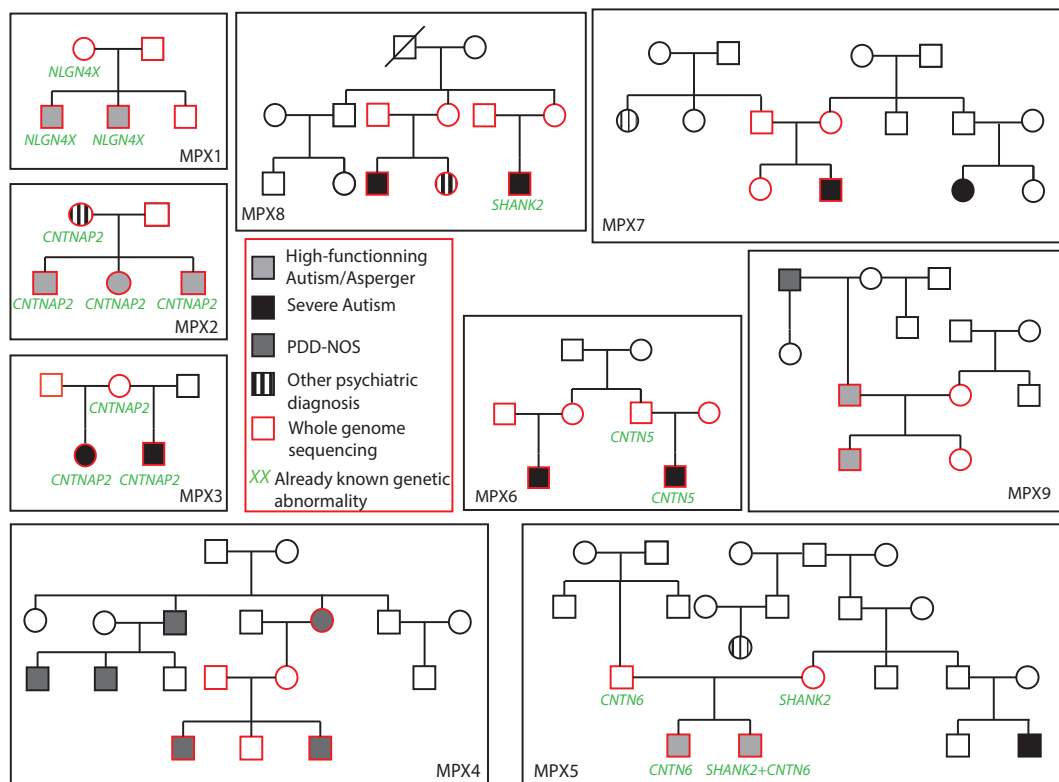 NLGN4X
NLGN4X
NLGN4X
MPX1
SHANK2
MPX8
MPX7
CNTNAP2
CNTNAP2
CNTNAP2
CNTNAP2
MPX2
High-functionning
Autism/Asperger
Severe Autism
PDD-NOS
Other psychiatric
diagnosis
Whole genome
sequencing
XX Already known genetic
abnormality
CNTNAP2
CNTNAP2
CNTNAP2
MPX3
CNTN5
CNTN5
MPX6
MPX9
MPX4
CNTN6
SHANK2
CNTN6
SHANK2+CNTN6
MPX5